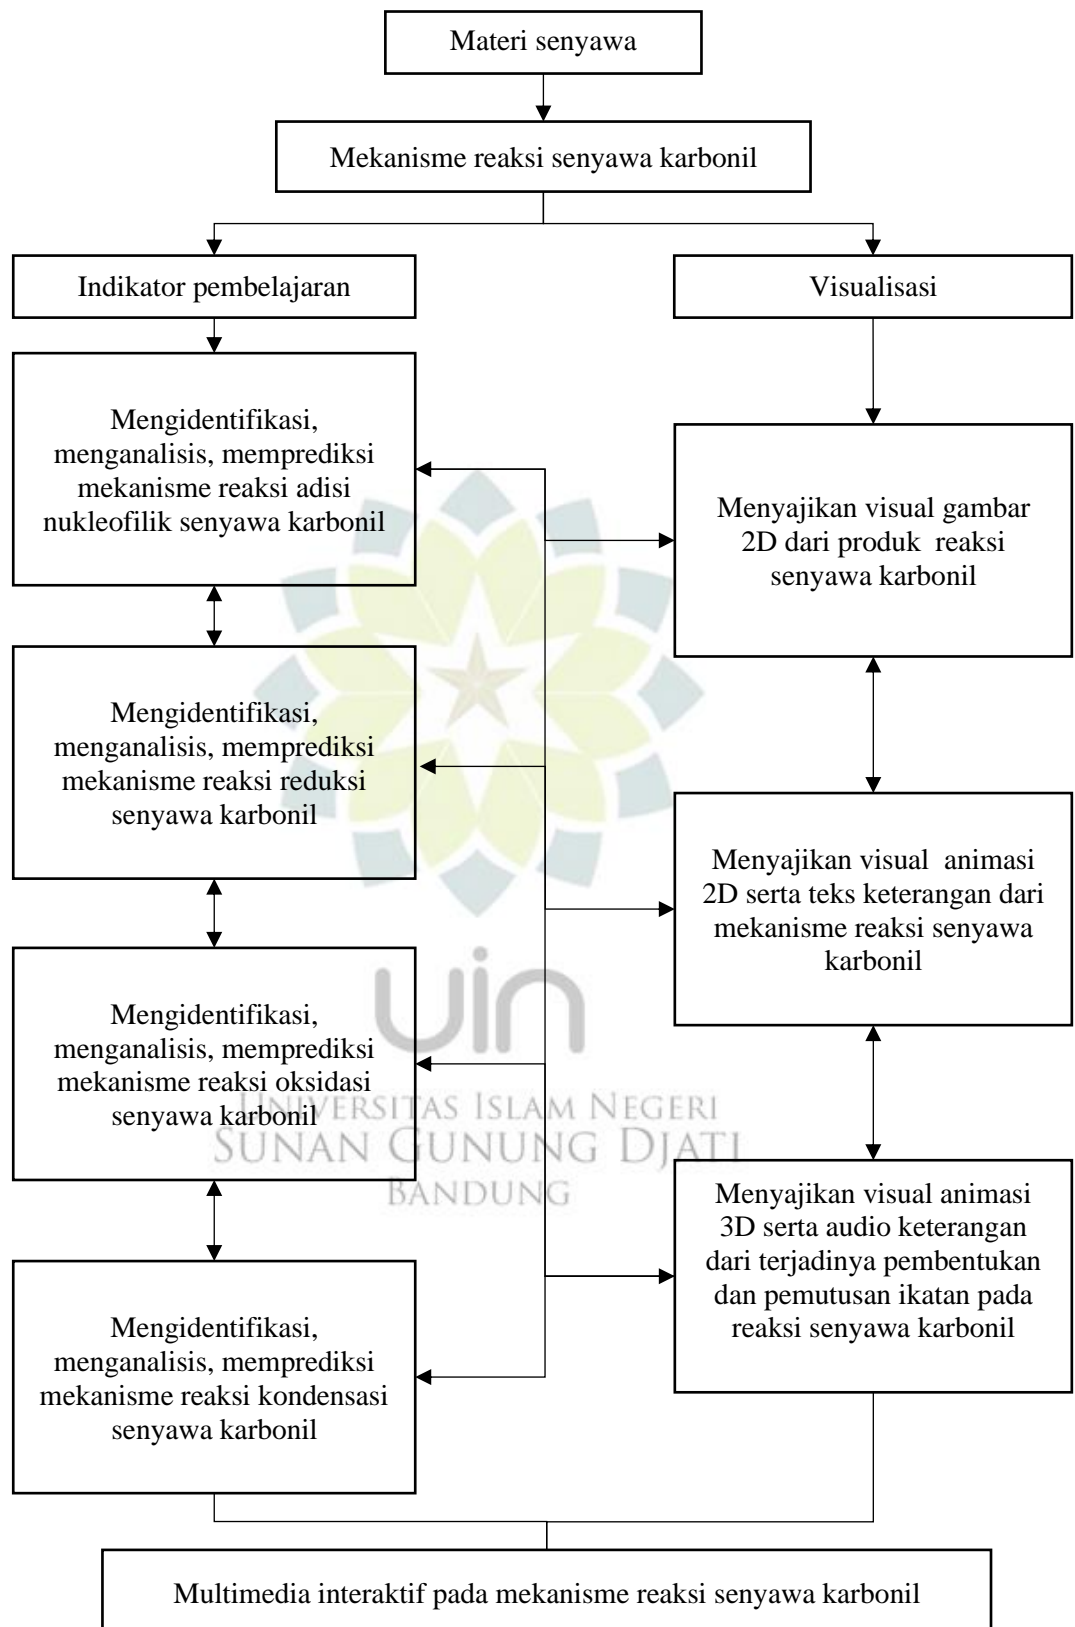 Materi senyawa
Mekanisme reaksi senyawa karbonil
Indikator pembelajaran
Visualisasi
Mengidentifikasi,
menganalisis, memprediksi
mekanisme reaksi adisi
nukleofilik senyawa karbonil
Menyajikan visual gambar
2D dari produk reaksi
senyawa karbonil
Mengidentifikasi,
menganalisis, memprediksi
mekanisme reaksi reduksi
senyawa karbonil
Menyajikan visual animasi
2D serta teks keterangan dari
mekanisme reaksi senyawa
karbonil
Mengidentifikasi,
menganalisis, memprediksi
mekanisme reaksi oksidasi
senyawa karbonil
uin
UNIVERSITAS ISLAM NEGERI
SUNAN GUNUNG DJATI
BANDUNG
Menyajikan visual animasi
3D serta audio keterangan
dari terjadinya pembentukan
dan pemutusan ikatan pada
reaksi senyawa karbonil
Mengidentifikasi,
menganalisis, memprediksi
mekanisme reaksi kondensasi
senyawa karbonil
Multimedia interaktif pada mekanisme reaksi senyawa karbonil